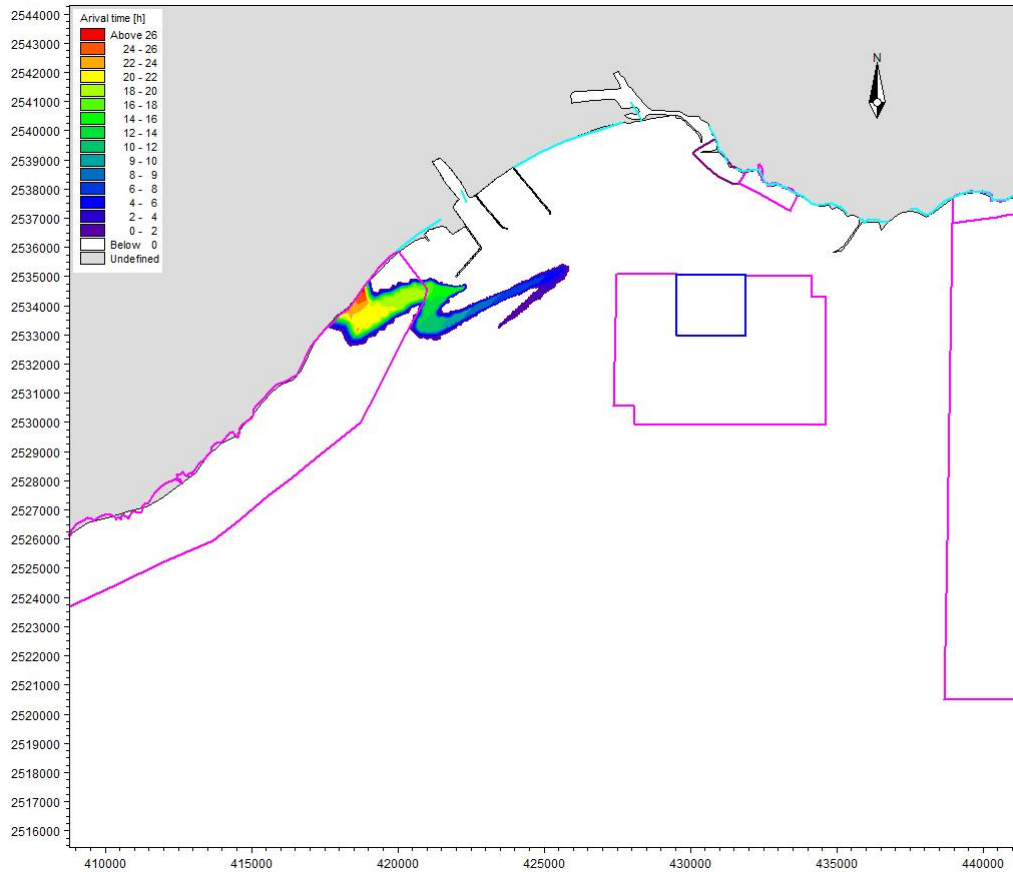 Arival time [h]
Above 26
24 - 26
22 - 24
20 - 22
18 - 20
16 - 18
14 - 16
12 - 14
10 - 12
9 - 10
8 - 9
6 - 8
4 - 6
2 - 4
0 - 2
Below 0
Undefined
N
2544000
2543000
2542000
2541000
2540000
2539000
2538000
2537000
2536000
2535000
2534000
2533000
2532000
2531000
2530000
2529000
2528000
2527000
2526000
2525000
2524000
2523000
2522000
2521000
2520000
2519000
2518000
2517000
2516000
410000 415000 420000 425000 430000 435000 440000